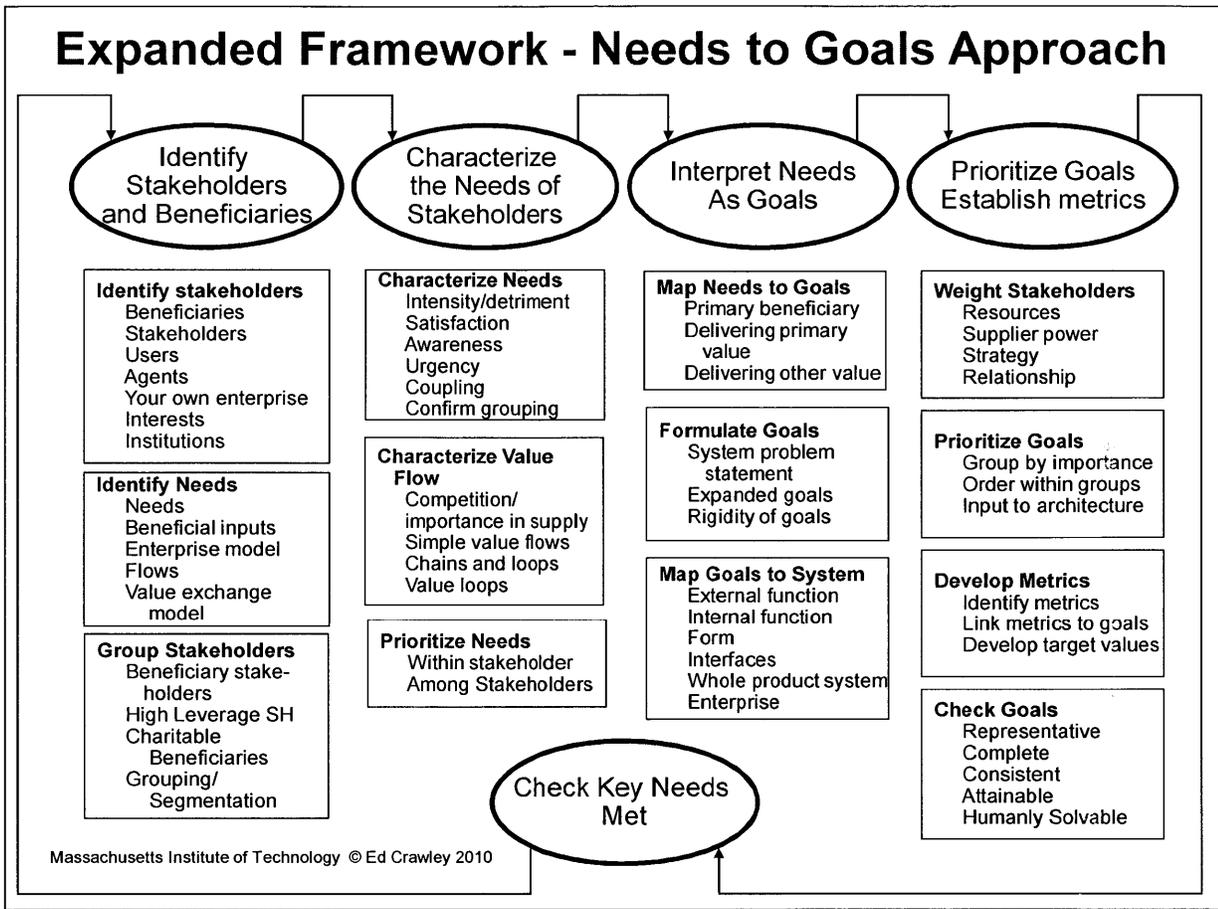 Expanded Framework - Needs to Goals Approach
Identify
Stakeholders
and Beneficiaries
Characterize
the Needs of
Stakeholders
Interpret Needs
As Goals
Prioritize Goals
Establish metrics
Identify stakeholders
Beneficiaries
Stakeholders
Users
Agents
Your own enterprise
Interests
Institutions
Identify Needs
Needs
Beneficial inputs
Enterprise model
Flows
Value exchange
model
Group Stakeholders
Beneficiary stake-
holders
High Leverage SH
Charitable
Beneficiaries
Grouping/
Segmentation
Characterize Needs
Intensity/detriment
Satisfaction
Awareness
Urgency
Coupling
Confirm grouping
Characterize Value
Flow
Competition/
importance in supply
Simple value flows
Chains and loops
Value loops
Prioritize Needs
Within stakeholder
Among Stakeholders
Map Needs to Goals
Primary beneficiary
Delivering primary
value
Delivering other value
Formulate Goals
System problem
statement
Expanded goals
Rigidity of goals
Map Goals to System
External function
Internal function
Form
Interfaces
Whole product system
Enterprise
Weight Stakeholders
Resources
Supplier power
Strategy
Relationship
Prioritize Goals
Group by importance
Order within groups
Input to architecture
Develop Metrics
Identify metrics
Link metrics to goals
Develop target values
Check Goals
Representative
Complete
Consistent
Attainable
Humanly Solvable
Check Key Needs
Met
Massachusetts Institute of Technology © Ed Crawley 2010